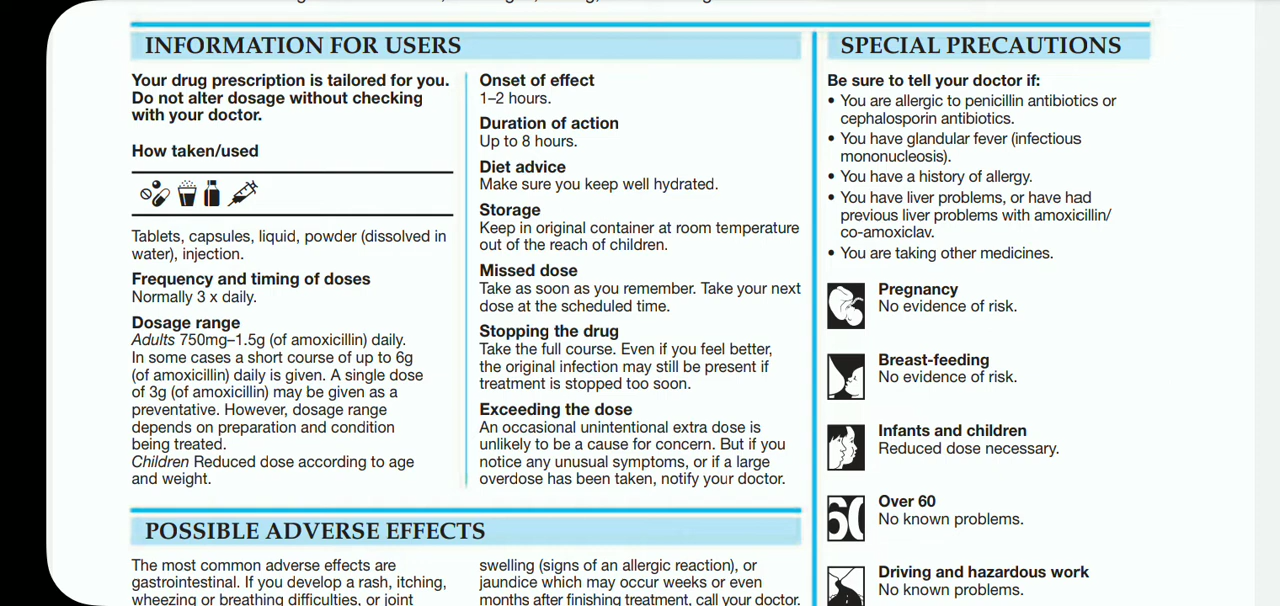 INFORMATION FOR USERS
Your drug prescription is tailored for you.
Do not alter dosage without checking
with your doctor.
How taken/used
Tablets, capsules, liquid, powder (dissolved in
water), injection.
Frequency and timing of doses
Normally 3 x daily.
Dosage range
Adults 750mg–1.5g (of amoxicillin) daily.
In some cases a short course of up to 6g
(of amoxicillin) daily is given. A single dose
of 3g (of amoxicillin) may be given as a
preventative. However, dosage range
depends on preparation and condition
being treated.
Children Reduced dose according to age
and weight.
Onset of effect
1–2 hours.
Duration of action
Up to 8 hours.
Diet advice
Make sure you keep well hydrated.
Storage
Keep in original container at room temperature
out of the reach of children.
Missed dose
Take as soon as you remember. Take your next
dose at the scheduled time.
Stopping the drug
Take the full course. Even if you feel better,
the original infection may still be present if
treatment is stopped too soon.
Exceeding the dose
An occasional unintentional extra dose is
unlikely to be a cause for concern. But if you
notice any unusual symptoms, or if a large
overdose has been taken, notify your doctor.
POSSIBLE ADVERSE EFFECTS
The most common adverse effects are
gastrointestinal. If you develop a rash, itching,
wheezing or breathing difficulties, or joint
swelling (signs of an allergic reaction), or
jaundice which may occur weeks or even
months after finishing treatment, call your doctor.
SPECIAL PRECAUTIONS
Be sure to tell your doctor if:
• You are allergic to penicillin antibiotics or
cephalosporin antibiotics.
• You have glandular fever (infectious
mononucleosis).
• You have a history of allergy.
• You have liver problems, or have had
previous liver problems with amoxicillin/
co-amoxiclav.
• You are taking other medicines.
Pregnancy
No evidence of risk.
Breast-feeding
No evidence of risk.
Infants and children
Reduced dose necessary.
60
Over 60
No known problems.
Driving and hazardous work
No known problems.